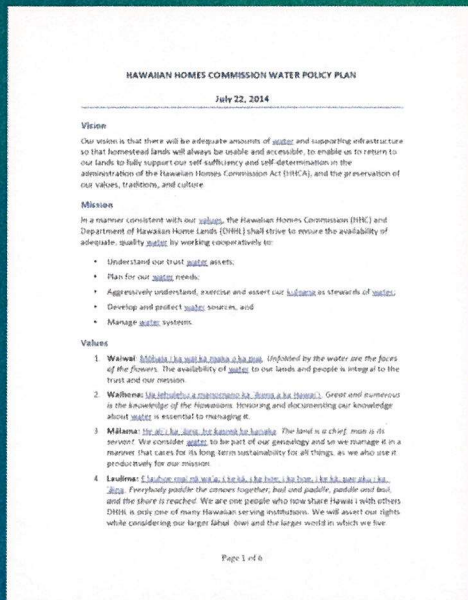 HAWAIIAN HOMES COMMISSION WATER POLICY PLAN
July 22, 2014
Vision
Our vision is that there will be adequate amounts of water and supporting infrastructure
so that homestead lands will always be usable and accessible, to enable us to return to
our lands to fully support our self-sufficiency and self-determination in the
administration of the Hawaiian Homes Commission Act (HHCA), and the preservation of
our values, traditions, and culture
Mission
In a manner consistent with our values, the Hawaiian Homes Commission (HHC) and
Department of Hawaiian Home Lands (DHHL) shall strive to ensure the availability of
adequate, quality water by working cooperatively to:
• Understand our trust water assets;
• Plan for our water needs;
• Aggressively understand, exercise and assert our kuleana as stewards of water;
• Develop and protect water sources, and
• Manage water systems.
Values
1. Waiwai: Mōhala i ka wai ka maka o ka pua. Unfolded by the water are the faces
of the flowers. The availability of water to our lands and people is integral to the
trust and our mission.
2. Waihona: Ua lehulehu a manomano ka ʻikena a ka Hawaiʻi. Great and numerous
is the knowledge of the Hawaiians. Honoring and documenting our knowledge
about water is essential to managing it.
3. Mālama: He aliʻi ka ʻāina, he kauwā ke kanaka. The land is a chief, man is its
servant. We consider water to be part of our genealogy and so we manage it in a
manner that cares for its long term sustainability for all things, as we also use it
productively for our mission.
4. Laulima: E lauhoe mai nā waʻa, i ke kā, i ka hoe, i ka hoe, i ke kā, pae aku i ka
ʻāina. Everybody paddle the canoes together, bail and paddle, paddle and bail,
and the shore is reached. We are one people who now share Hawaiʻi with others
DHHL is only one of many Hawaiian serving institutions. We will assert our rights
while considering our larger lāhui ʻōiwi and the larger world in which we live.
Page 1 of 6